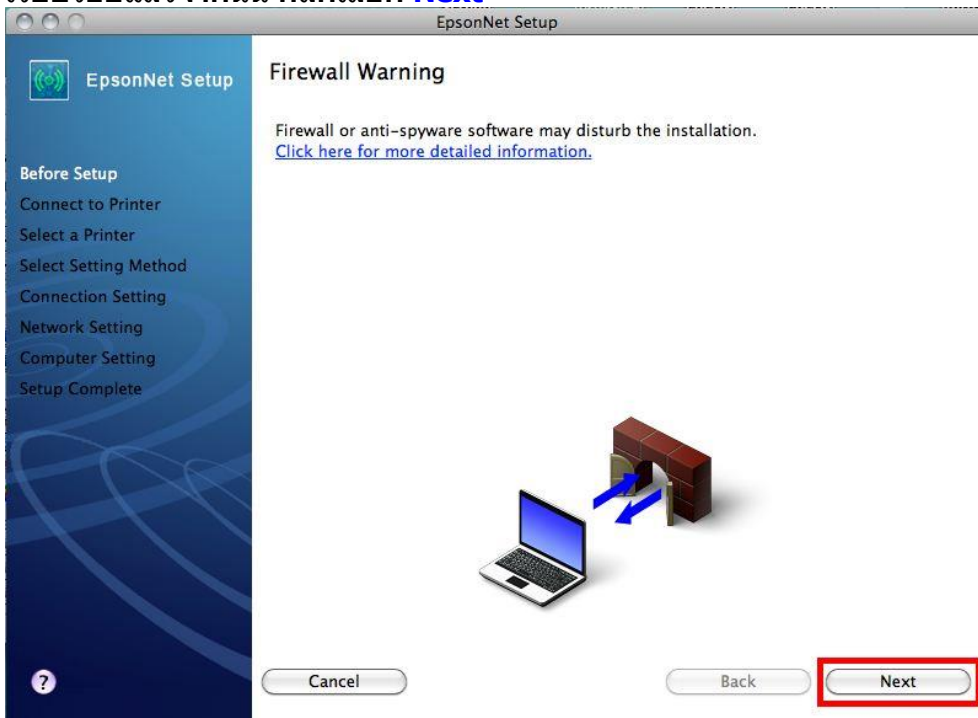 Next
EpsonNet Setup
EpsonNet Setup
Firewall Warning
Firewall or anti-spyware software may disturb the installation.
Click here for more detailed information.
Before Setup
Connect to Printer
Select a Printer
Select Setting Method
Connection Setting
Network Setting
Computer Setting
Setup Complete
?
Cancel
Back
Next